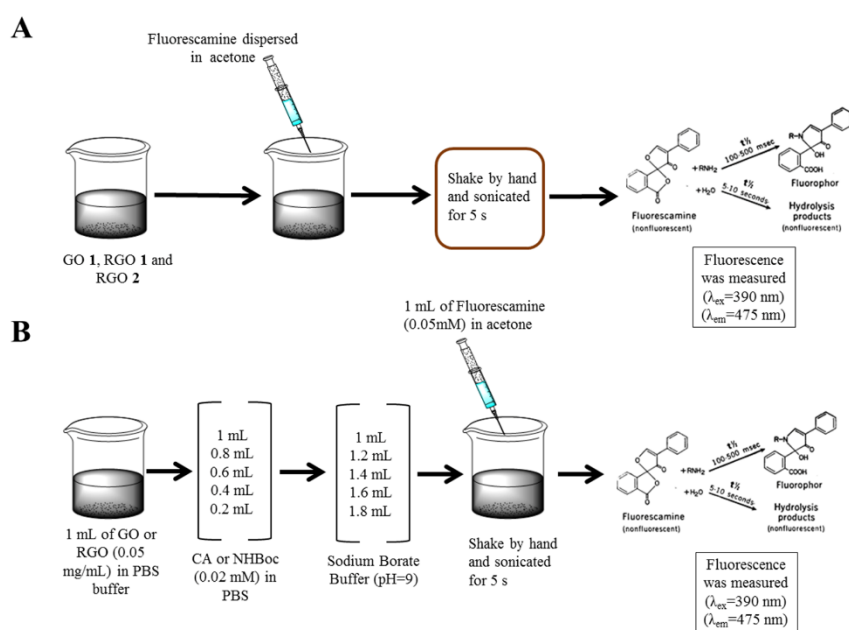 A
Fluorescamine dispersed
in acetone
GO 1, RGO 1 and
RGO 2
Shake by hand
and sonicated
for 5 s
Fluorescamine
(nonfluorescent)
+RNH₂
+H₂O
t½
100-500 msec
t½
5-10 seconds
R-N
O
OH
COOH
Fluorophor
Hydrolysis
products
(nonfluorescent)
Fluorescence
was measured
(λex=390 nm)
(λem=475 nm)
B
1 mL of Fluorescamine
(0.05mM) in acetone
1 mL of GO or
RGO (0.05
mg/mL) in PBS
buffer
1 mL
0.8 mL
0.6 mL
0.4 mL
0.2 mL
CA or NHBoc
(0.02 mM) in
PBS
1 mL
1.2 mL
1.4 mL
1.6 mL
1.8 mL
Sodium Borate
Buffer (pH=9)
Shake by hand
and sonicated
for 5 s
Fluorescamine
(nonfluorescent)
+RNH₂
+H₂O
t½
100-500 msec
t½
5-10 seconds
R-N
O
OH
COOH
Fluorophor
Hydrolysis
products
(nonfluorescent)
Fluorescence
was measured
(λex=390 nm)
(λem=475 nm)